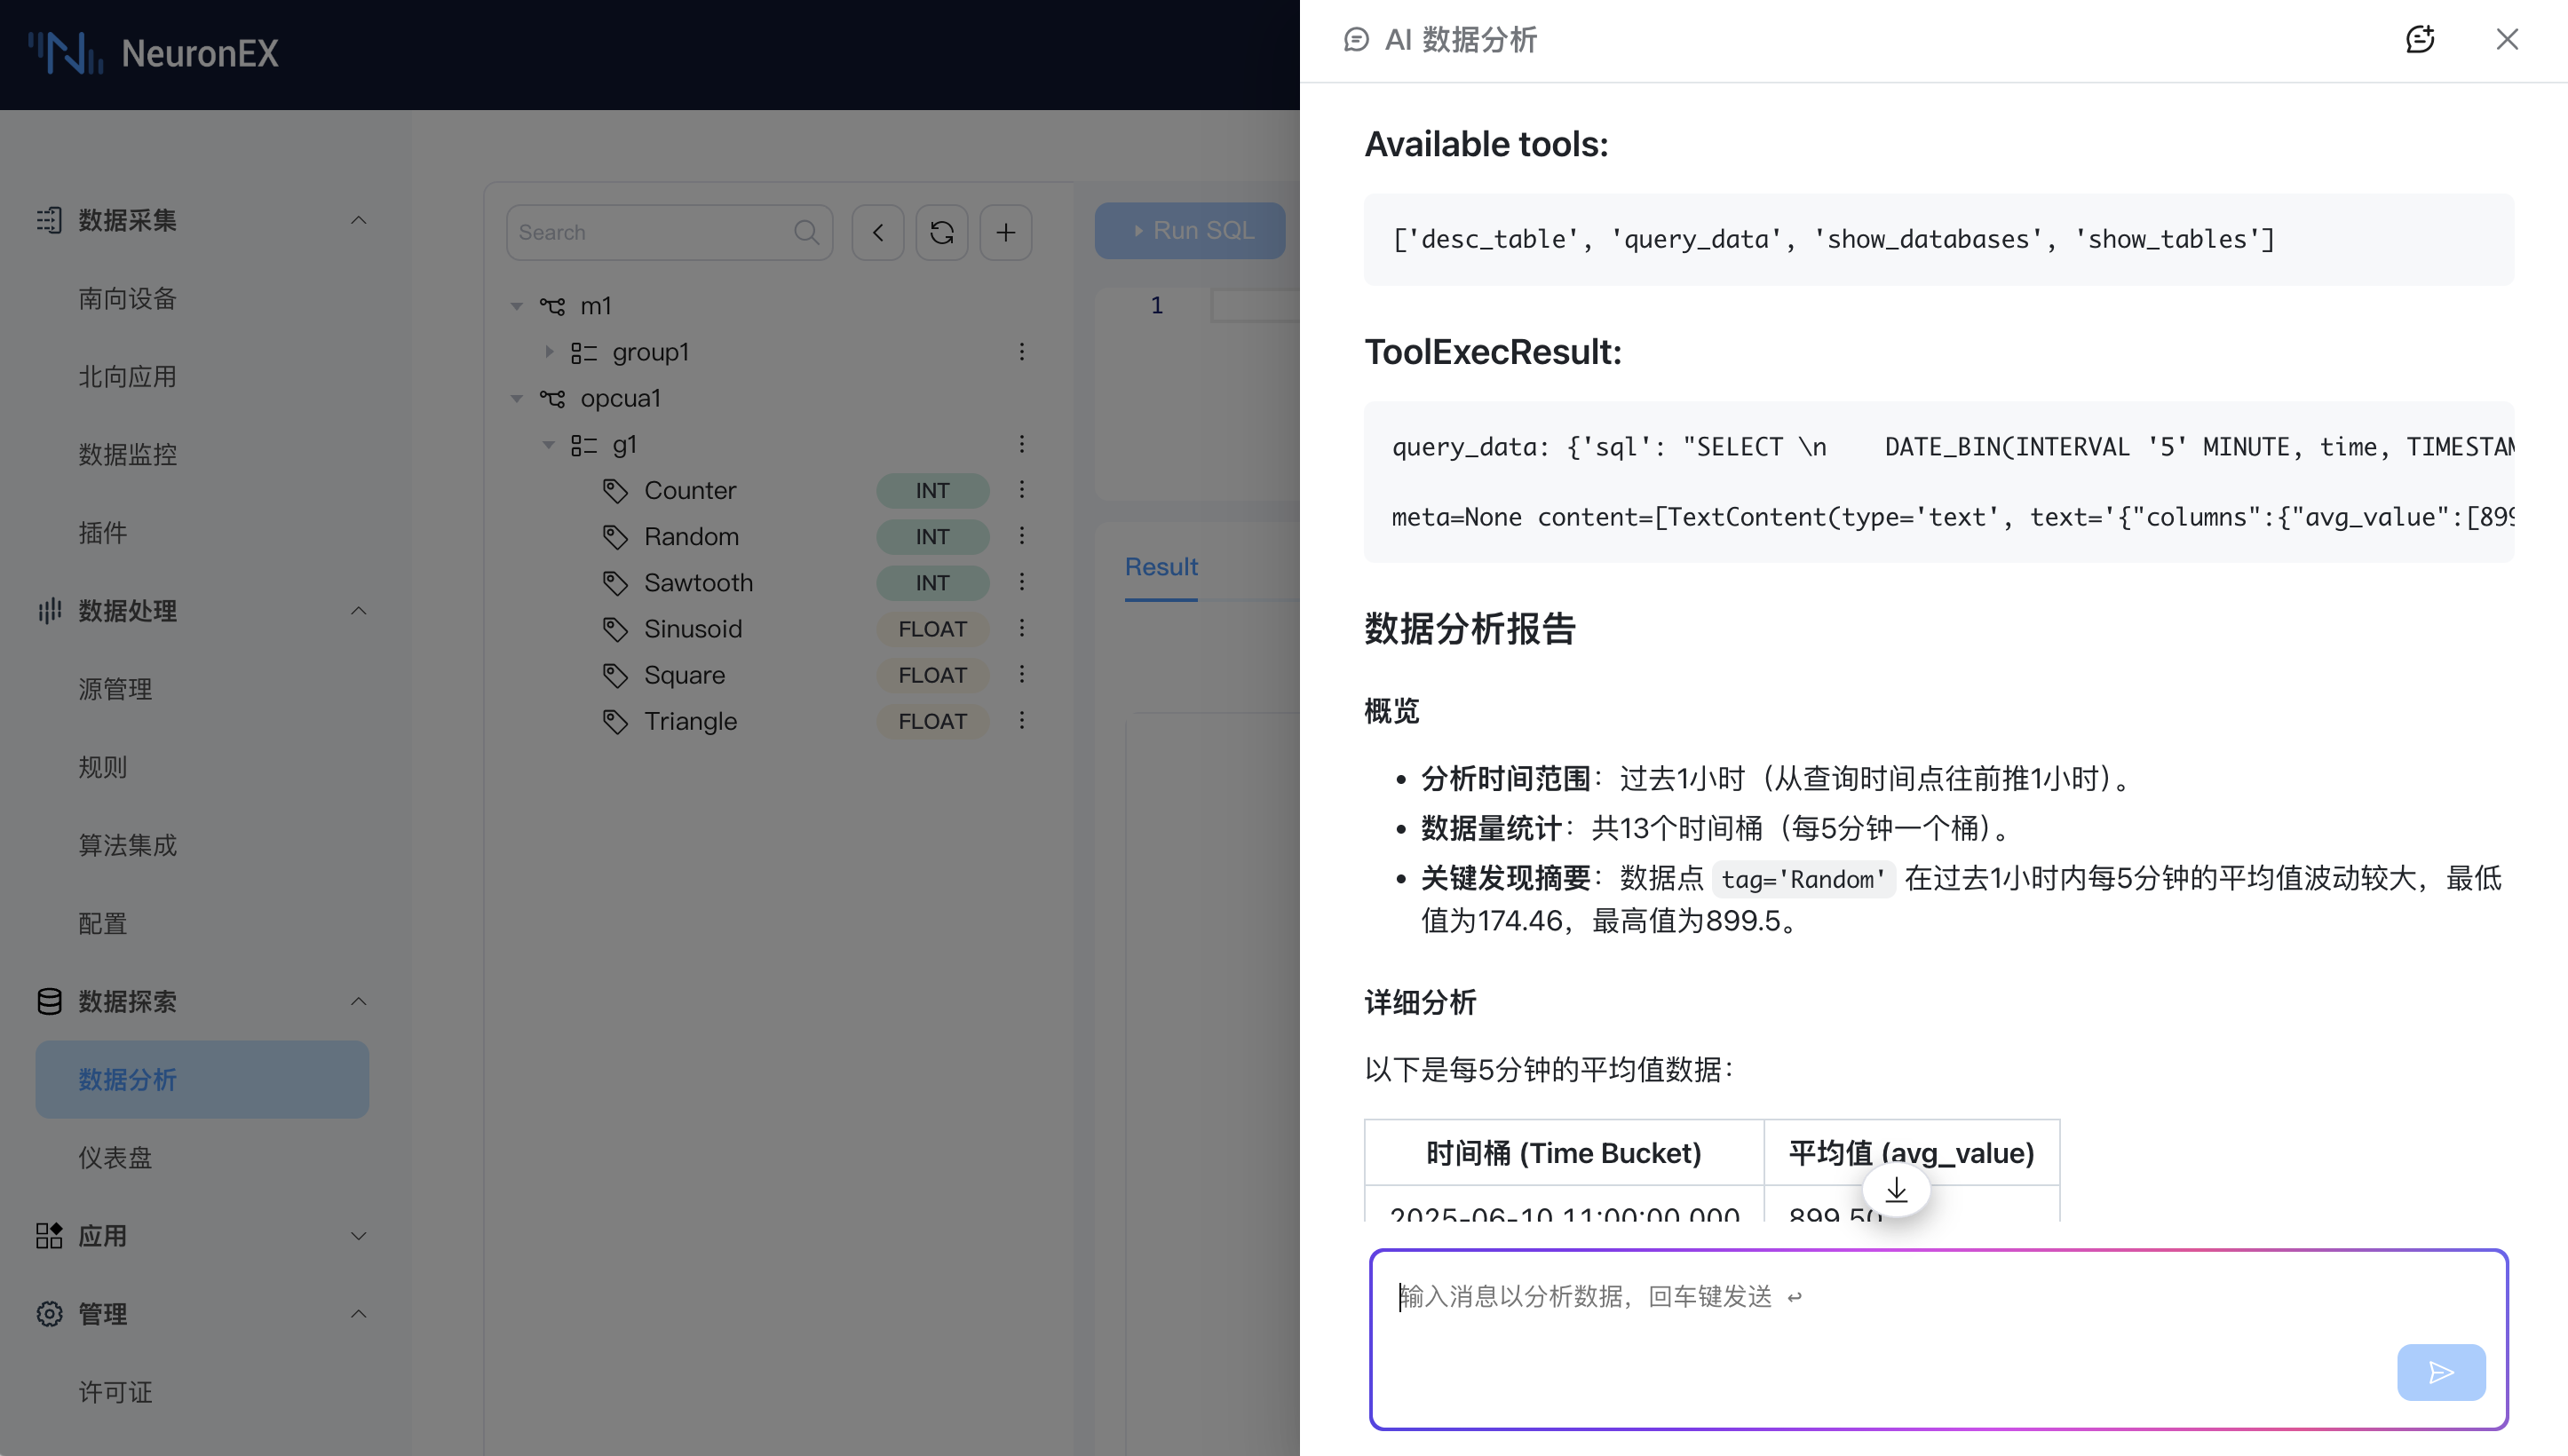 NeuronEX
数据采集
南向设备
北向应用
数据监控
插件
数据处理
源管理
规则
算法集成
配置
数据探索
数据分析
仪表盘
应用
管理
许可证
Search
m1
group1
opcua1
g1
Counter INT
Random INT
Sawtooth INT
Sinusoid FLOAT
Square FLOAT
Triangle FLOAT
Run SQL
1
Result
AI 数据分析
Available tools:
['desc_table', 'query_data', 'show_databases', 'show_tables']
ToolExecResult:
query_data: {'sql': "SELECT \n    DATE_BIN(INTERVAL '5' MINUTE, time, TIMESTAM
meta=None content=[TextContent(type='text', text='{"columns":{"avg_value":[899
数据分析报告
概览
• 分析时间范围：过去1小时（从查询时间点往前推1小时）。
• 数据量统计：共13个时间桶（每5分钟一个桶）。
• 关键发现摘要：数据点 tag='Random' 在过去1小时内每5分钟的平均值波动较大，最低
值为174.46，最高值为899.5。
详细分析
以下是每5分钟的平均值数据：
时间桶 (Time Bucket) 平均值 (avg_value)
2025-06-10 11:00:00.000 899.50
输入消息以分析数据，回车键发送 ↩